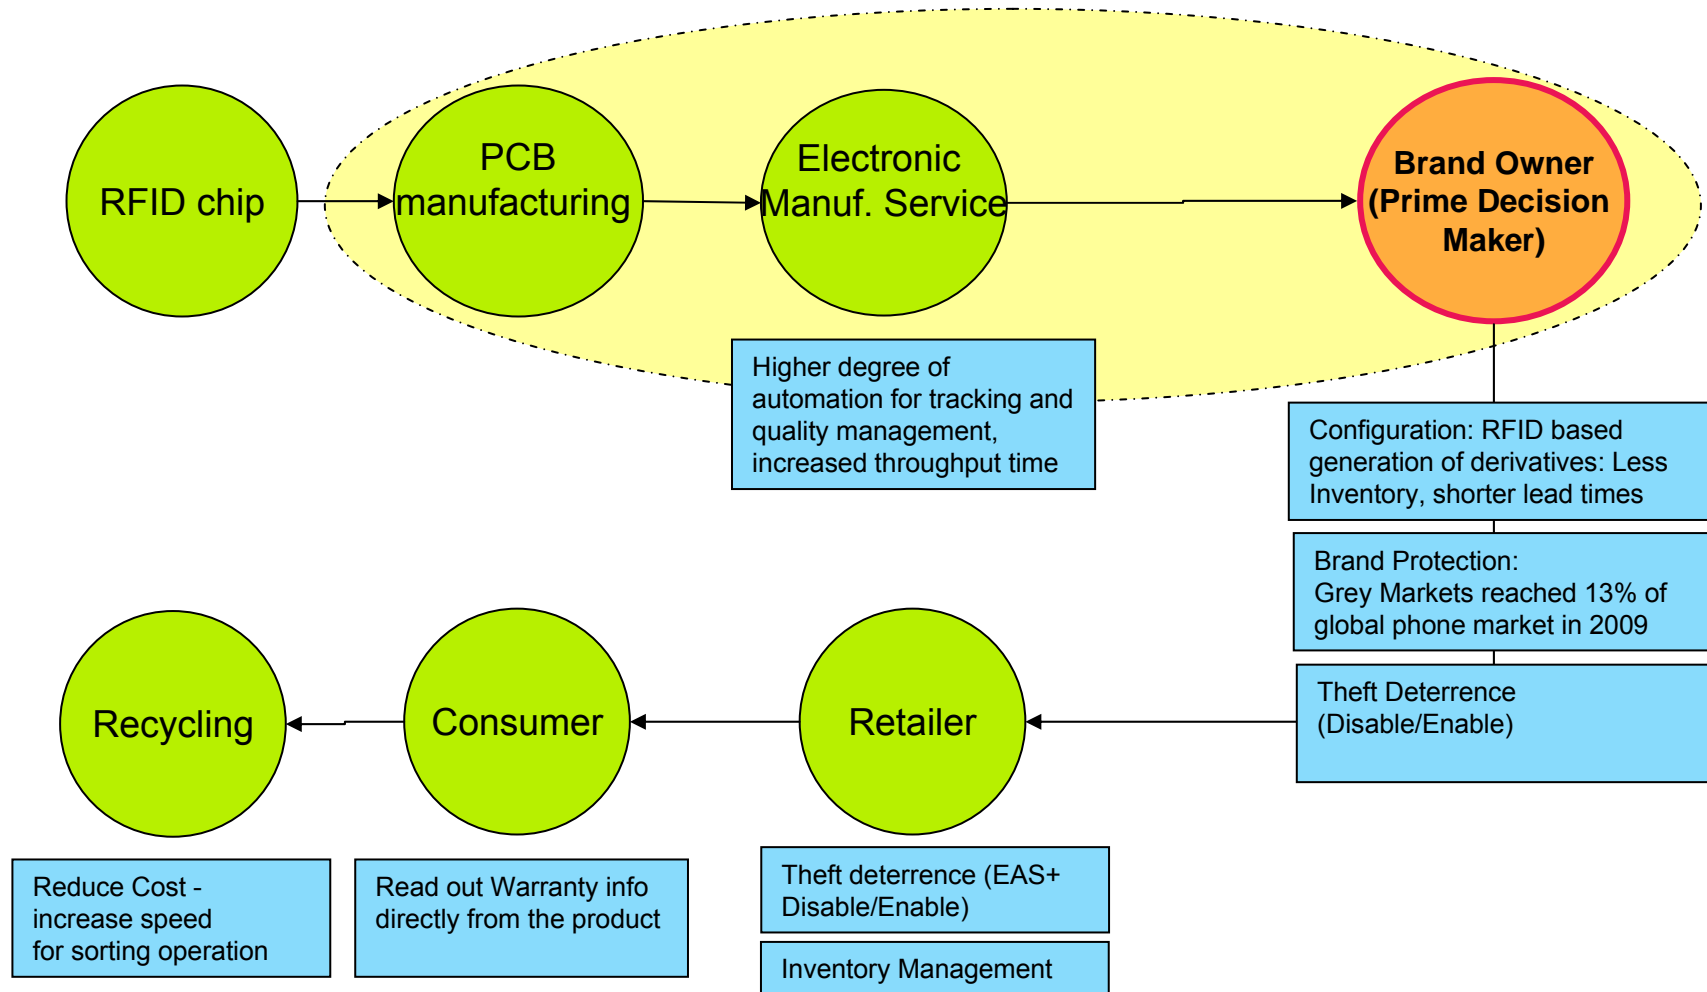 RFID chip
PCB
manufacturing
Electronic
Manuf. Service
Brand Owner
(Prime Decision
Maker)
Higher degree of
automation for tracking and
quality management,
increased throughput time
Configuration: RFID based
generation of derivatives: Less
Inventory, shorter lead times
Brand Protection:
Grey Markets reached 13% of
global phone market in 2009
Theft Deterrence
(Disable/Enable)
Recycling
Consumer
Retailer
Reduce Cost -
increase speed
for sorting operation
Read out Warranty info
directly from the product
Theft deterrence (EAS+
Disable/Enable)
Inventory Management